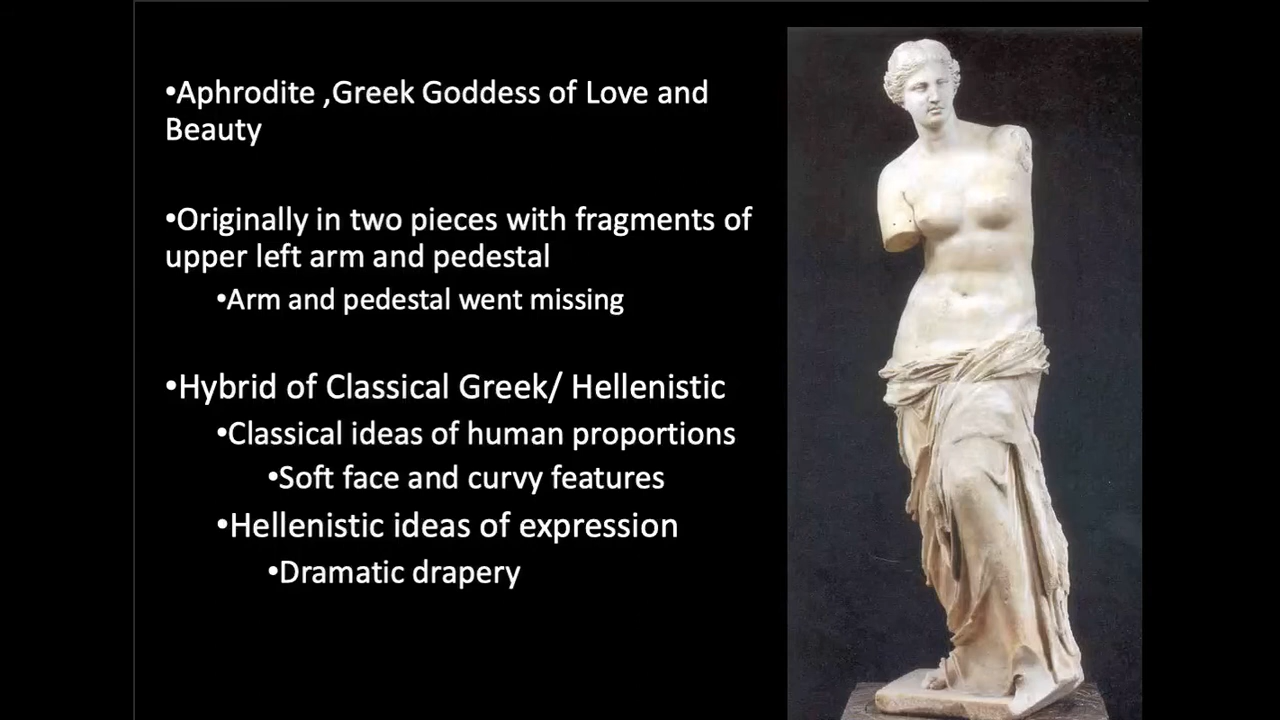 •Aphrodite ,Greek Goddess of Love and
Beauty
•Originally in two pieces with fragments of
upper left arm and pedestal
•Arm and pedestal went missing
•Hybrid of Classical Greek/ Hellenistic
•Classical ideas of human proportions
•Soft face and curvy features
•Hellenistic ideas of expression
•Dramatic drapery